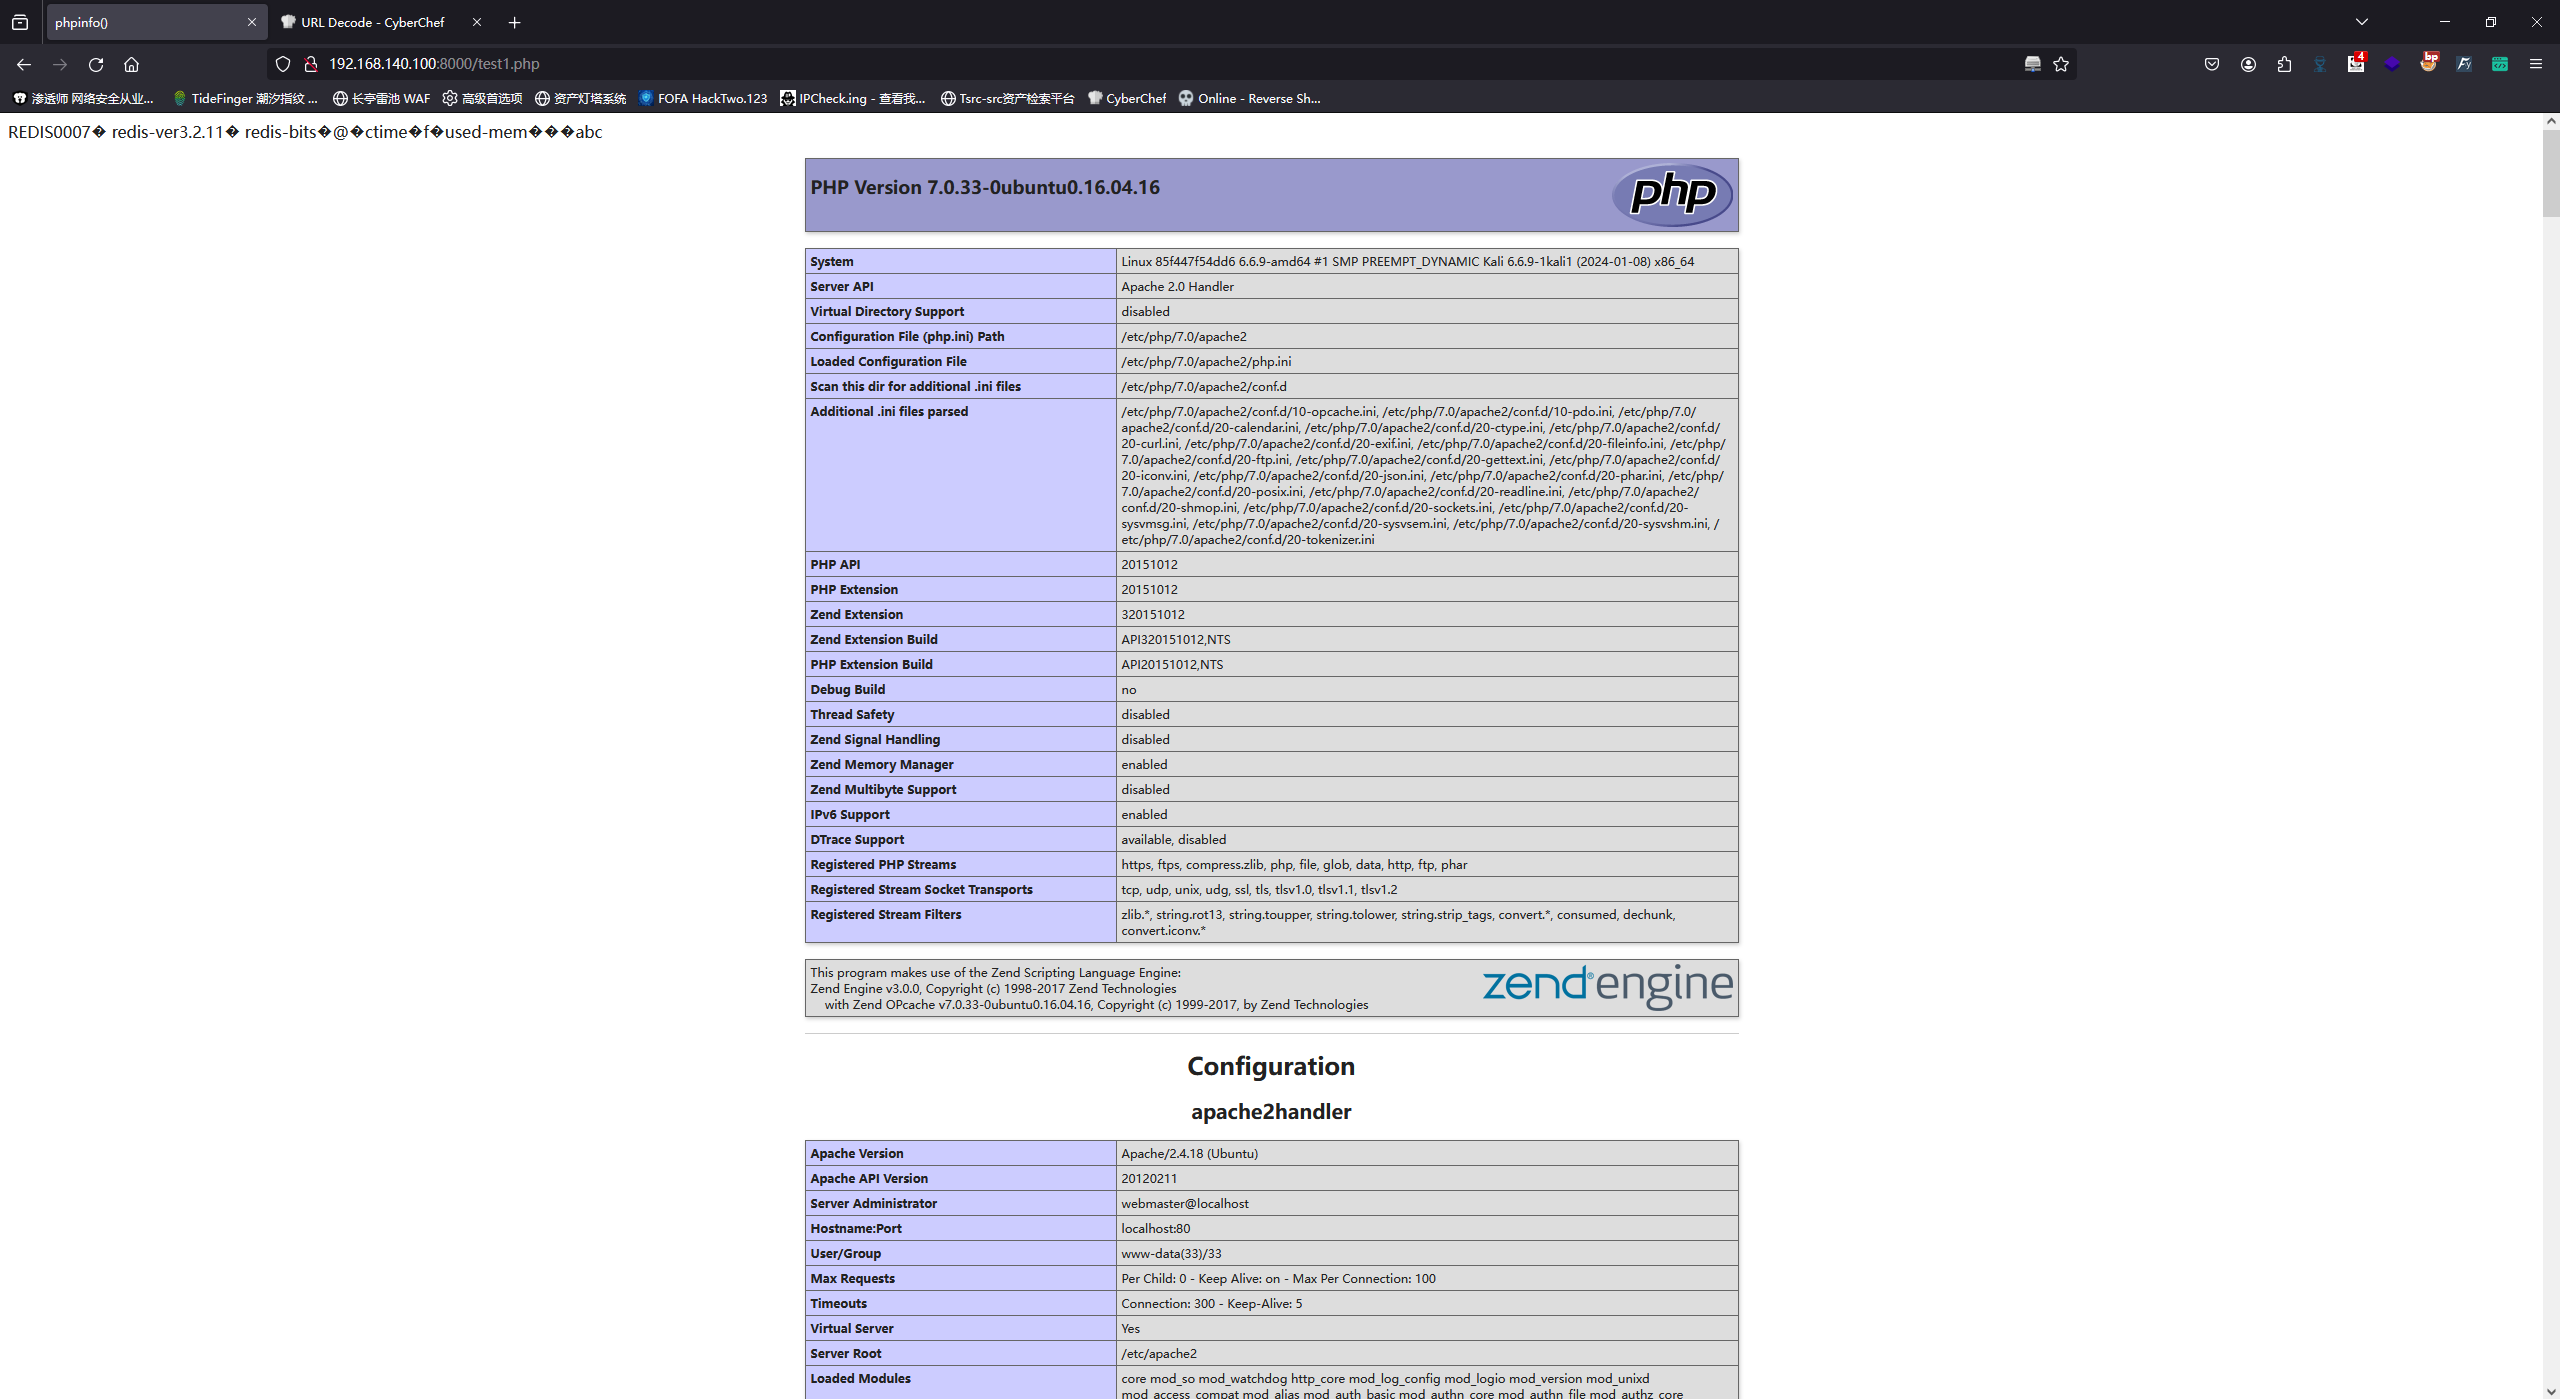 phpinfo()
URL Decode - CyberChef
192.168.140.100:8000/test1.php
4
bp
渗透师 网络安全从业...
TideFinger 潮汐指纹 ...
长亭雷池 WAF
高级首选项
资产灯塔系统
FOFA HackTwo.123
IPCheck.ing - 查看我...
Tsrc-src资产检索平台
CyberChef
Online - Reverse Sh...
REDIS0007� redis-ver3.2.11� redis-bits�@�ctime�f�used-mem���abc
PHP Version 7.0.33-0ubuntu0.16.04.16
php
System Linux 85f447f54dd6 6.6.9-amd64 #1 SMP PREEMPT_DYNAMIC Kali 6.6.9-1kali1 (2024-01-08) x86_64
Server API Apache 2.0 Handler
Virtual Directory Support disabled
Configuration File (php.ini) Path /etc/php/7.0/apache2
Loaded Configuration File /etc/php/7.0/apache2/php.ini
Scan this dir for additional .ini files /etc/php/7.0/apache2/conf.d
Additional .ini files parsed /etc/php/7.0/apache2/conf.d/10-opcache.ini, /etc/php/7.0/apache2/conf.d/10-pdo.ini, /etc/php/7.0/
apache2/conf.d/20-calendar.ini, /etc/php/7.0/apache2/conf.d/20-ctype.ini, /etc/php/7.0/apache2/conf.d/
20-curl.ini, /etc/php/7.0/apache2/conf.d/20-exif.ini, /etc/php/7.0/apache2/conf.d/20-fileinfo.ini, /etc/php/
7.0/apache2/conf.d/20-ftp.ini, /etc/php/7.0/apache2/conf.d/20-gettext.ini, /etc/php/7.0/apache2/conf.d/
20-iconv.ini, /etc/php/7.0/apache2/conf.d/20-json.ini, /etc/php/7.0/apache2/conf.d/20-phar.ini, /etc/php/
7.0/apache2/conf.d/20-posix.ini, /etc/php/7.0/apache2/conf.d/20-readline.ini, /etc/php/7.0/apache2/
conf.d/20-shmop.ini, /etc/php/7.0/apache2/conf.d/20-sockets.ini, /etc/php/7.0/apache2/conf.d/20-
sysvmsg.ini, /etc/php/7.0/apache2/conf.d/20-sysvsem.ini, /etc/php/7.0/apache2/conf.d/20-sysvshm.ini, /
etc/php/7.0/apache2/conf.d/20-tokenizer.ini
PHP API 20151012
PHP Extension 20151012
Zend Extension 320151012
Zend Extension Build API320151012,NTS
PHP Extension Build API20151012,NTS
Debug Build no
Thread Safety disabled
Zend Signal Handling disabled
Zend Memory Manager enabled
Zend Multibyte Support disabled
IPv6 Support enabled
DTrace Support available, disabled
Registered PHP Streams https, ftps, compress.zlib, php, file, glob, data, http, ftp, phar
Registered Stream Socket Transports tcp, udp, unix, udg, ssl, tls, tlsv1.0, tlsv1.1, tlsv1.2
Registered Stream Filters zlib.*, string.rot13, string.toupper, string.tolower, string.strip_tags, convert.*, consumed, dechunk,
convert.iconv.*
This program makes use of the Zend Scripting Language Engine:
Zend Engine v3.0.0, Copyright (c) 1998-2017 Zend Technologies
with Zend OPcache v7.0.33-0ubuntu0.16.04.16, Copyright (c) 1999-2017, by Zend Technologies
zend®engine
Configuration
apache2handler
Apache Version Apache/2.4.18 (Ubuntu)
Apache API Version 20120211
Server Administrator webmaster@localhost
Hostname:Port localhost:80
User/Group www-data(33)/33
Max Requests Per Child: 0 - Keep Alive: on - Max Per Connection: 100
Timeouts Connection: 300 - Keep-Alive: 5
Virtual Server Yes
Server Root /etc/apache2
Loaded Modules core mod_so mod_watchdog http_core mod_log_config mod_logio mod_version mod_unixd
mod_access_compat mod_alias mod_auth_basic mod_authn_core mod_authn_file mod_authz_core